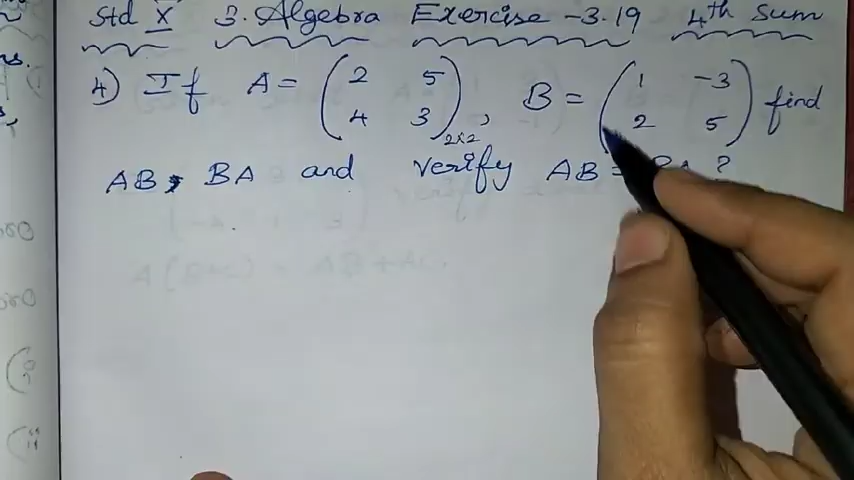 Std X 3. Algebra Exercise -3.19 4th Sum
4) If A = ( 2 5 ), B = ( 1 -3 ) find
4 3 2x2 2 5
AB, BA and Verify AB = BA ?